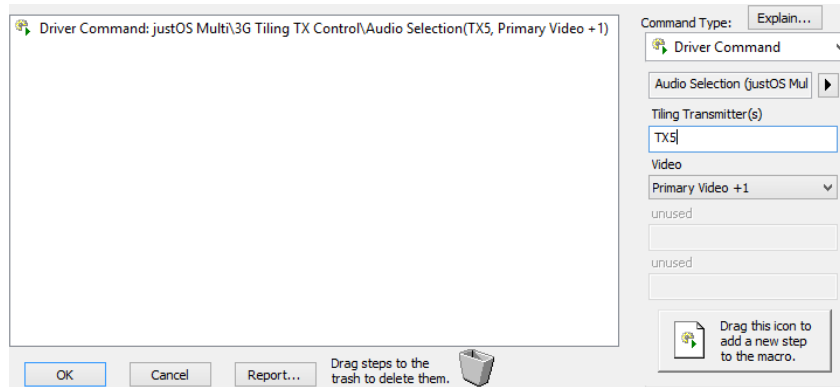 Driver Command: justOS Multi\3G Tiling TX Control\Audio Selection(TX5, Primary Video +1)
Command Type:
Explain...
Driver Command
Audio Selection (justOS Mul
Tiling Transmitter(s)
TX5
Video
Primary Video +1
unused
unused
Drag this icon to
add a new step
to the macro.
OK
Cancel
Report...
Drag steps to the
trash to delete them.